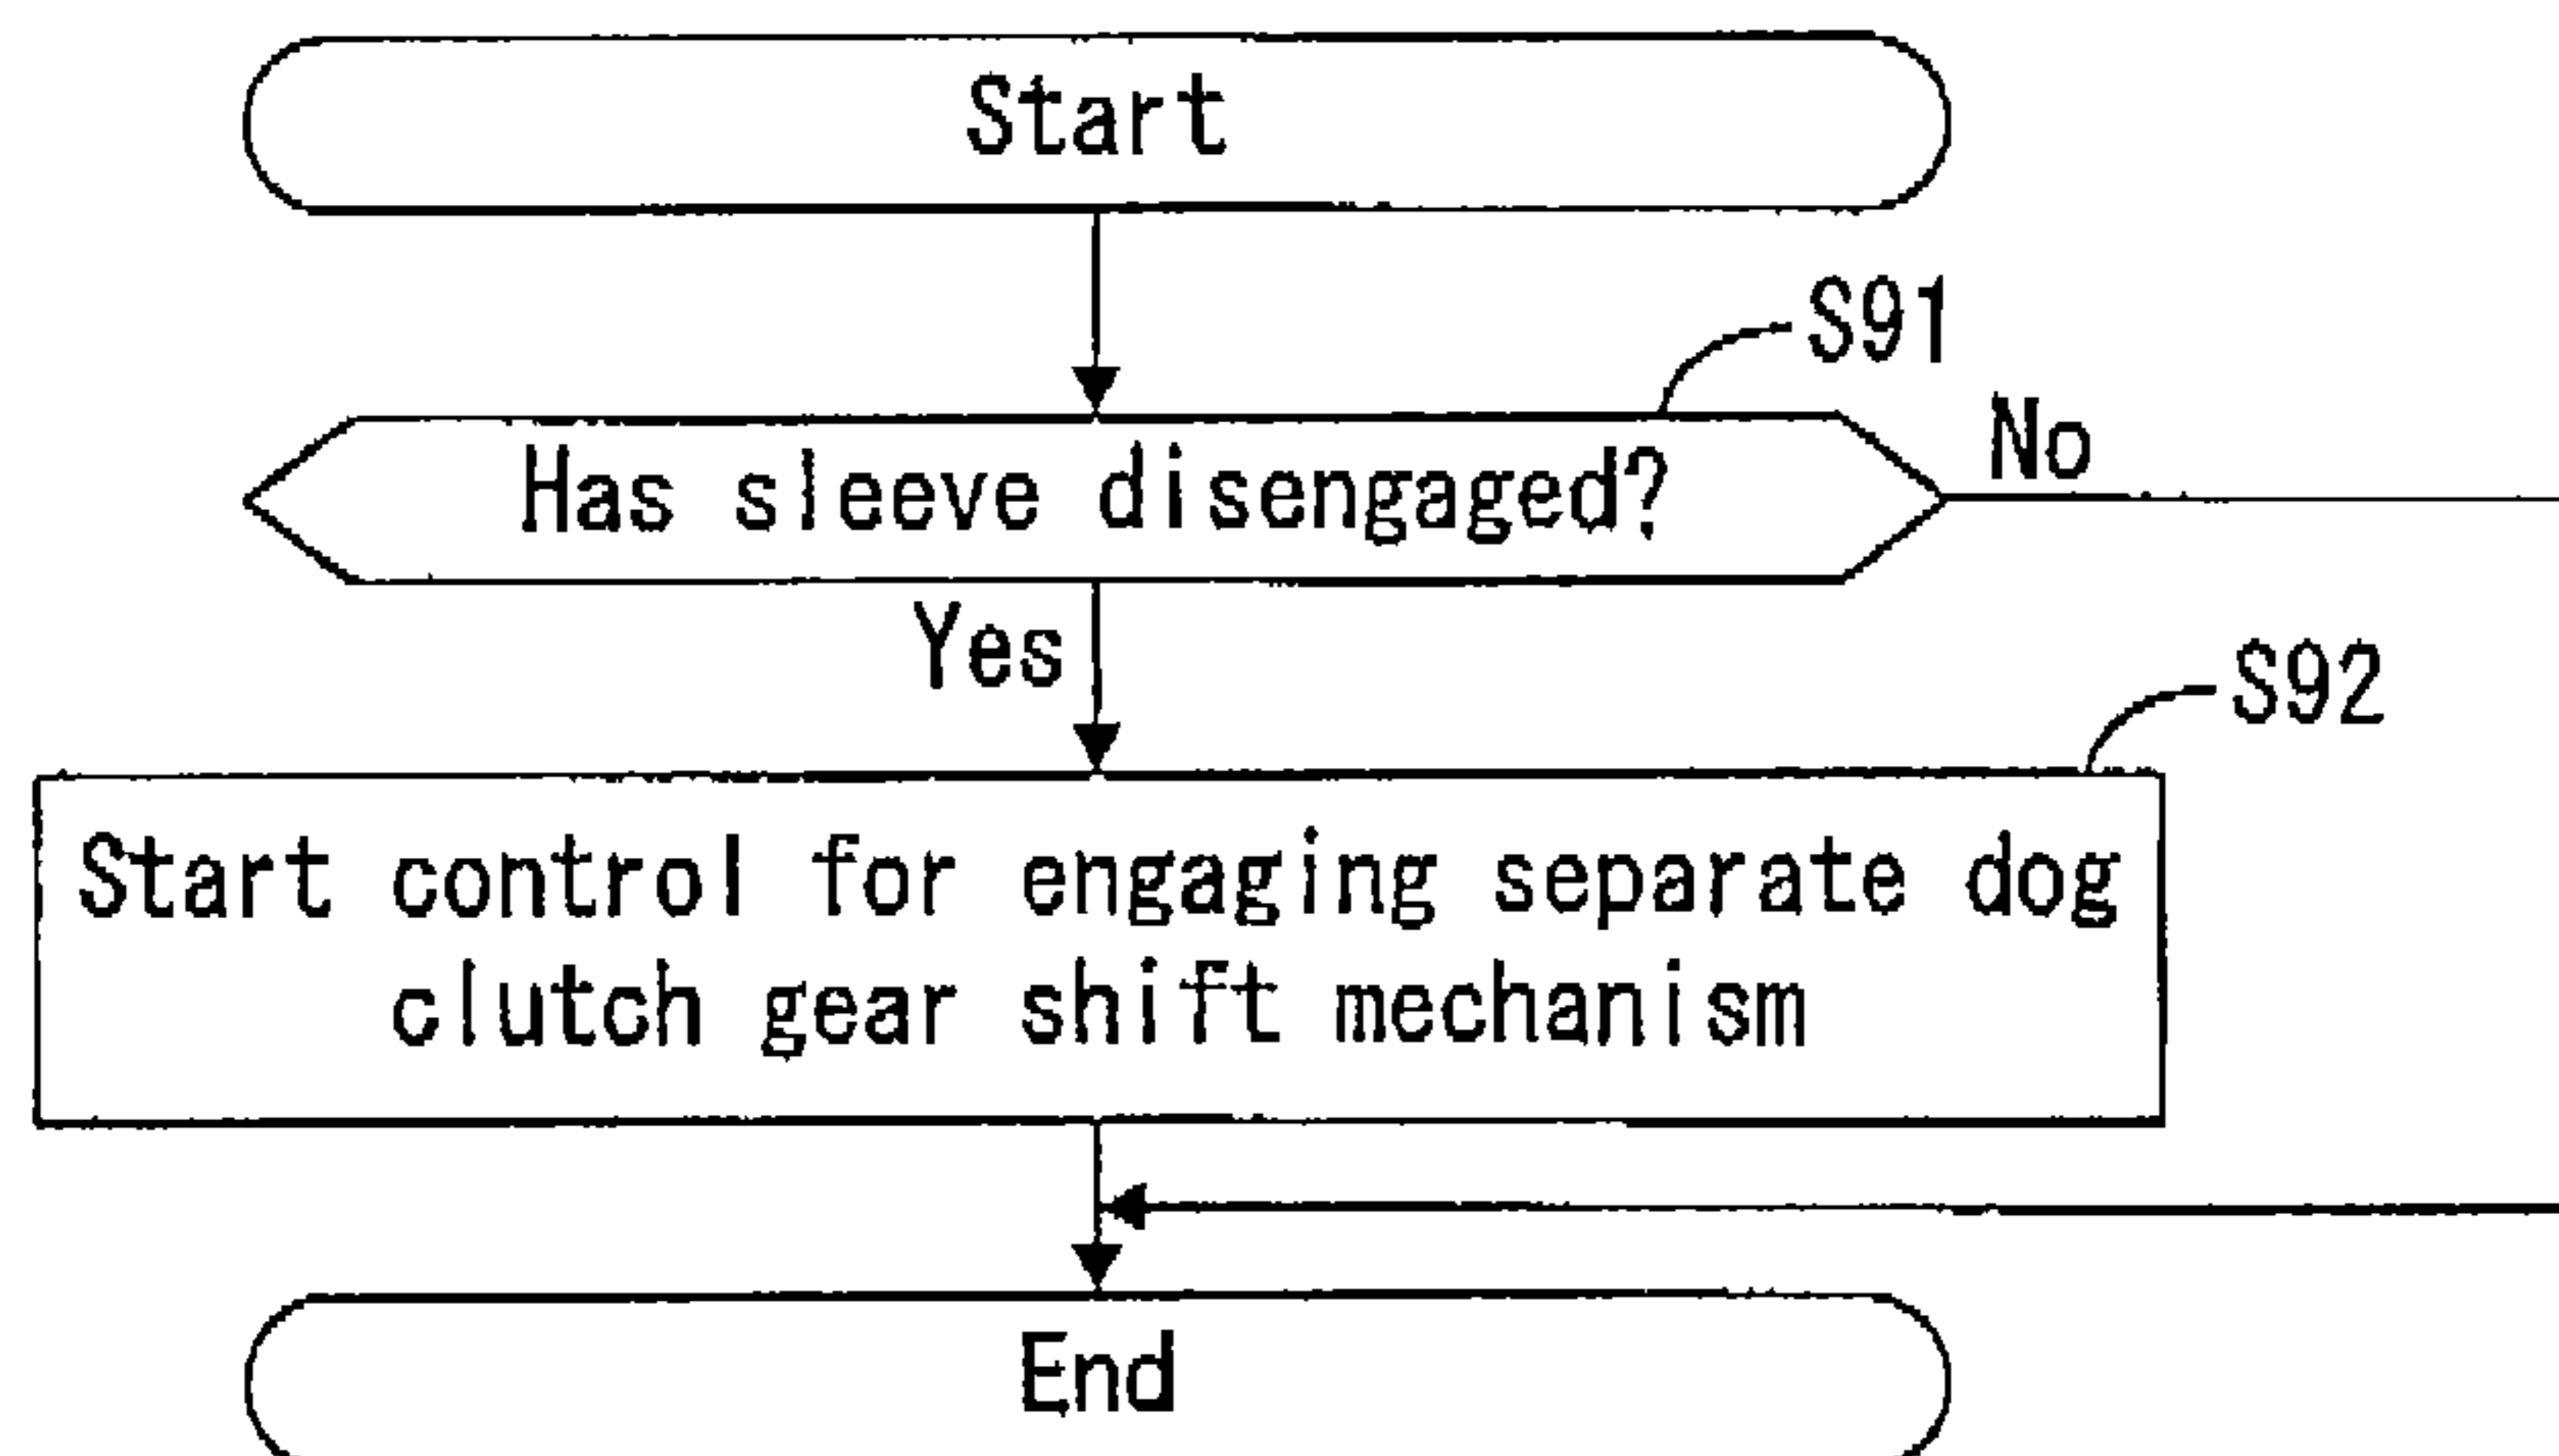 Start
S91
Has sleeve disengaged?
No
Yes
S92
Start control for engaging separate dog
clutch gear shift mechanism
End